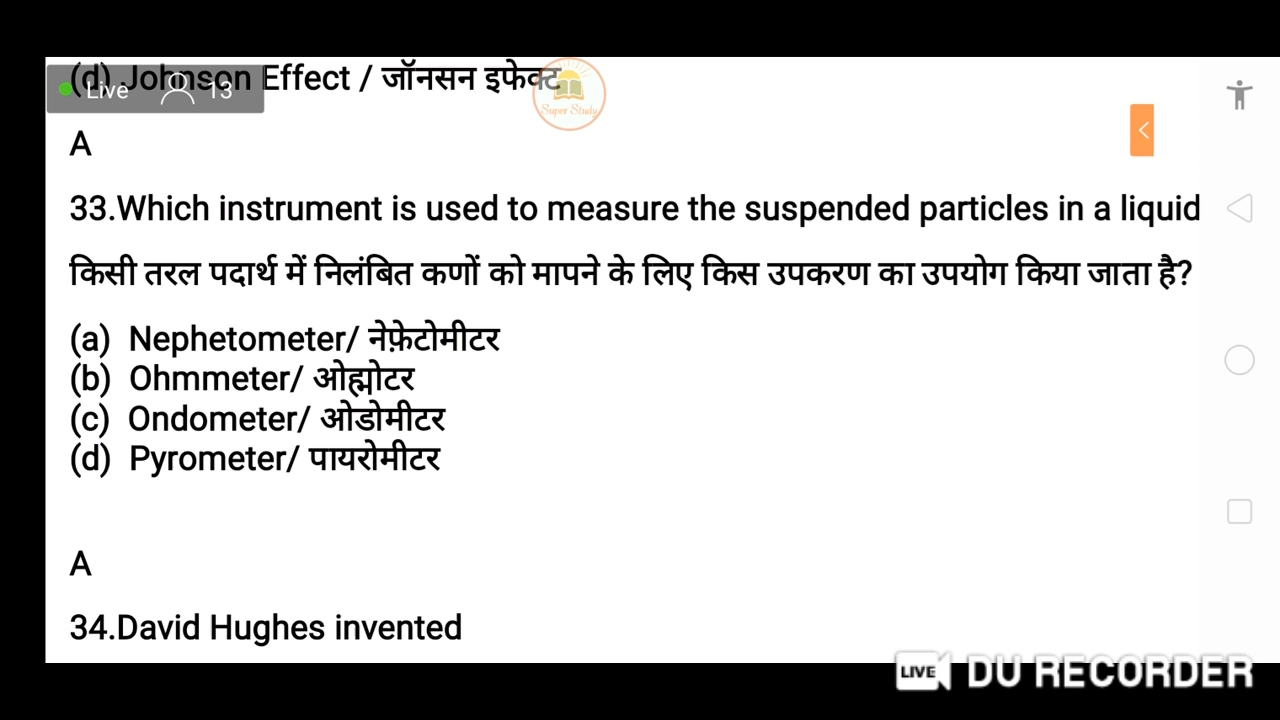 (d) Johnson Effect / जॉनसन इफेक्ट
Live 13
Super Study
A
33.Which instrument is used to measure the suspended particles in a liquid
किसी तरल पदार्थ में निलंबित कणों को मापने के लिए किस उपकरण का उपयोग किया जाता है?
(a) Nephetometer/ नेफ़ेटोमीटर
(b) Ohmmeter/ ओह्मोटर
(c) Ondometer/ ओडोमीटर
(d) Pyrometer/ पायरोमीटर
A
34.David Hughes invented
LIVE DU RECORDER